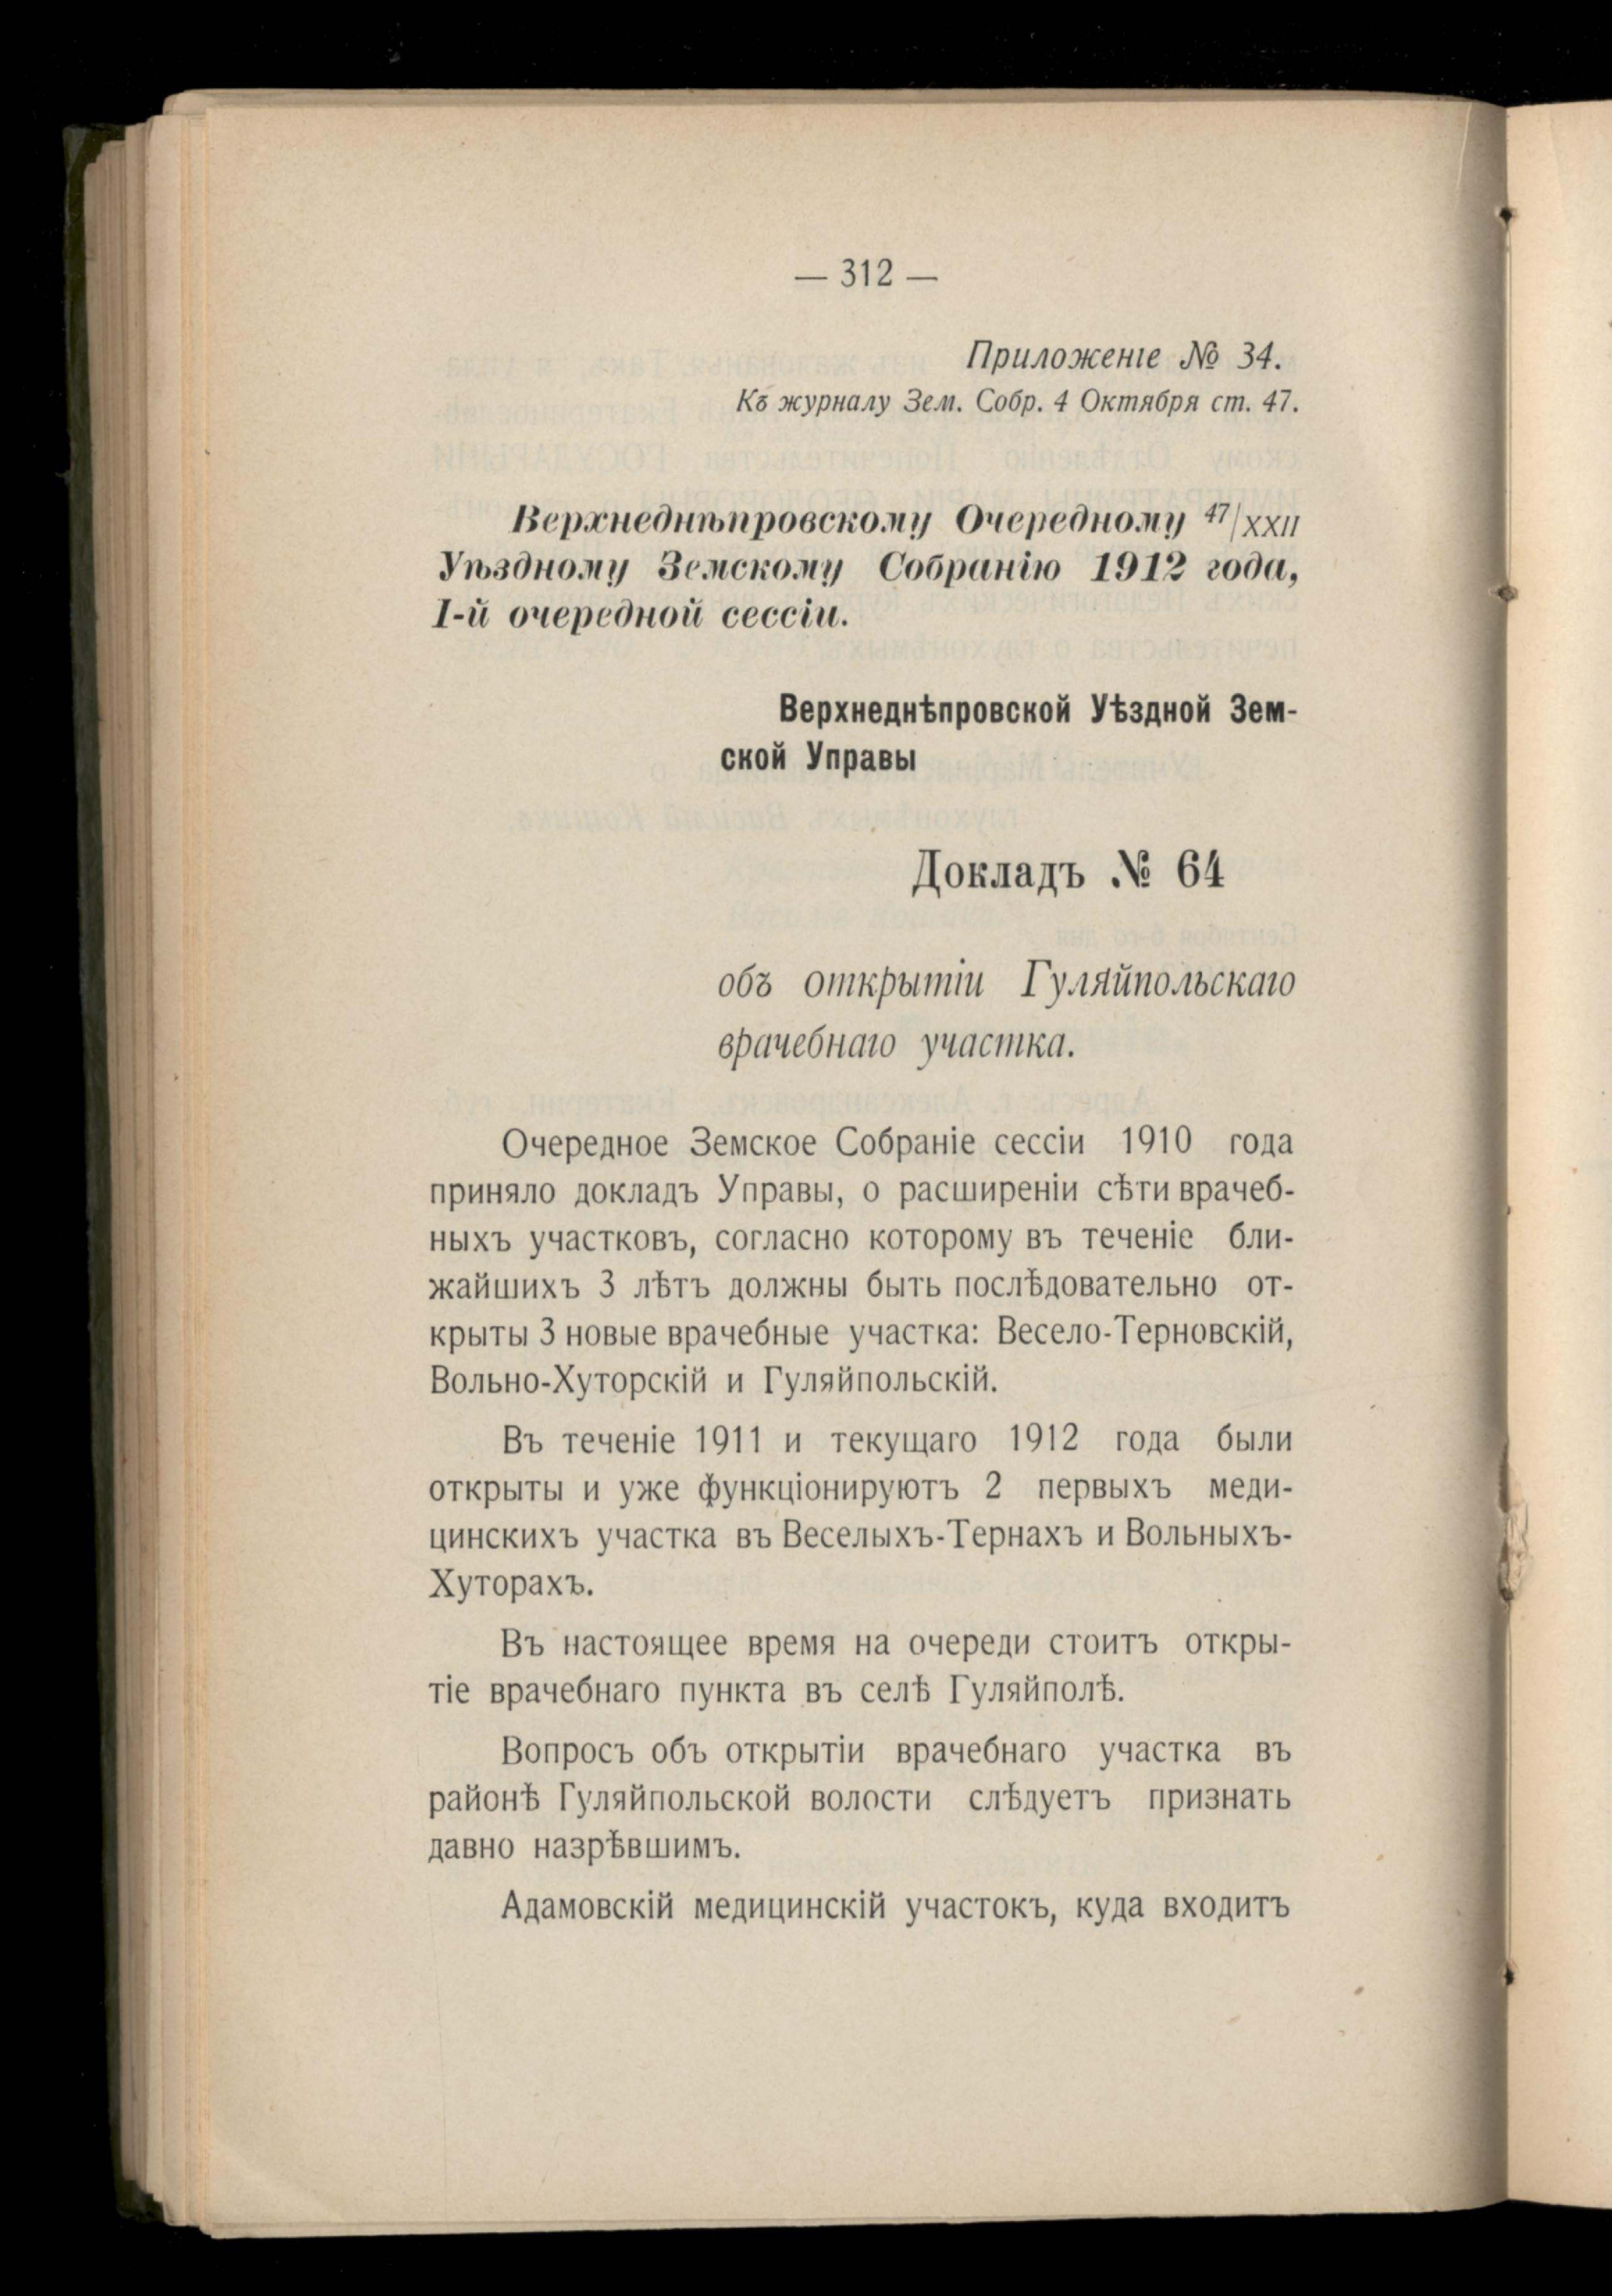 — 312 —
Приложеніе № 34.
Къ журналу Зем. Собр. 4 Октября ст. 47.
Верхнеднѣпровскому Очередному 47/XXII
Уѣздному Земскому Собранію 1912 года,
I-й очередной сессіи.
Верхнеднѣпровской Уѣздной Зем-
ской Управы
Докладъ № 64
объ открытіи Гуляйпольскаго
врачебнаго участка.
Очередное Земское Собраніе сессіи 1910 года
приняло докладъ Управы, о расширеніи сѣти врачеб-
ныхъ участковъ, согласно которому въ теченіе бли-
жайшихъ 3 лѣтъ должны быть послѣдовательно от-
крыты 3 новые врачебные участка: Весело-Терновскій,
Вольно-Хуторскій и Гуляйпольскій.
Въ теченіе 1911 и текущаго 1912 года были
открыты и уже функціонируютъ 2 первыхъ меди-
цинскихъ участка въ Веселыхъ-Тернахъ и Вольныхъ-
Хуторахъ.
Въ настоящее время на очереди стоитъ откры-
тіе врачебнаго пункта въ селѣ Гуляйполѣ.
Вопросъ объ открытіи врачебнаго участка въ
районѣ Гуляйпольской волости слѣдуетъ признать
давно назрѣвшимъ.
Адамовскій медицинскій участокъ, куда входитъ